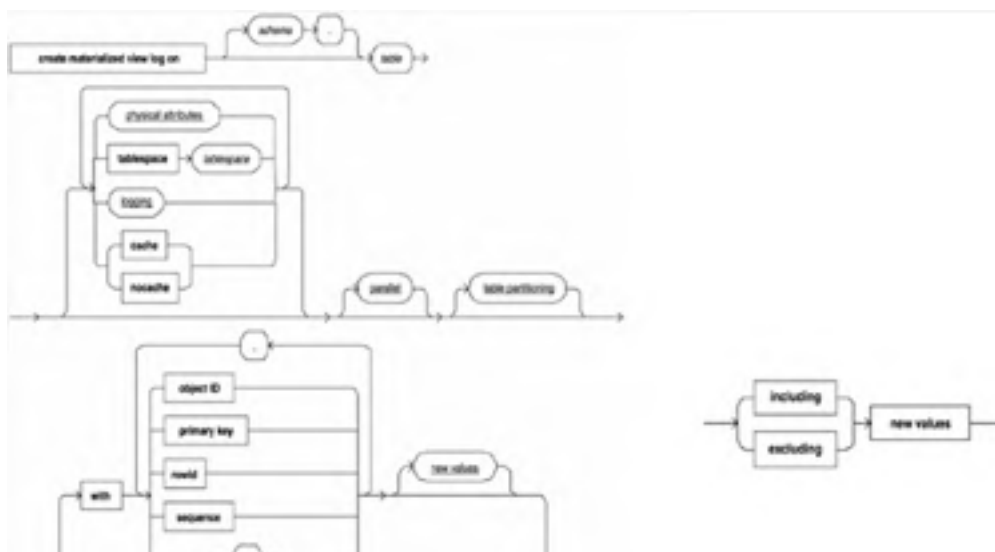 schema .
create materialized view log on table
physical attributes
tablespace tablespace
logging
cache
nocache
parallel table partitioning
,
object ID
primary key
rowid
with
sequence
new values
including
excluding
new values